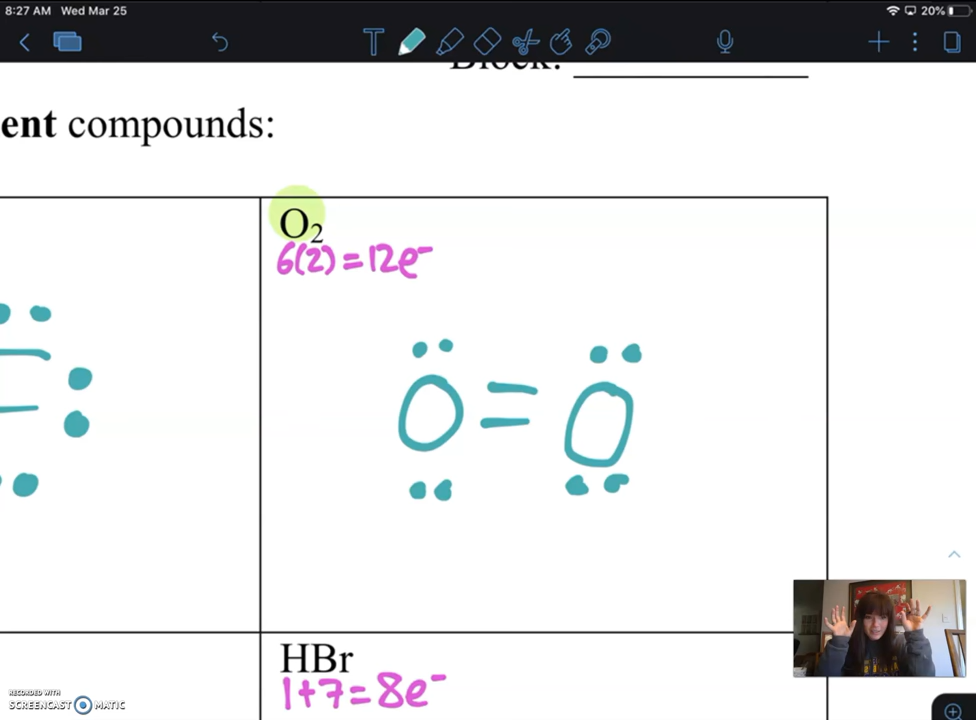 8:27 AM Wed Mar 25
20%
T
Block:
ent compounds:
O₂
6(2) = 12e⁻
O = O
HBr
1+7=8e⁻
RECORDED WITH
SCREENCAST MATIC